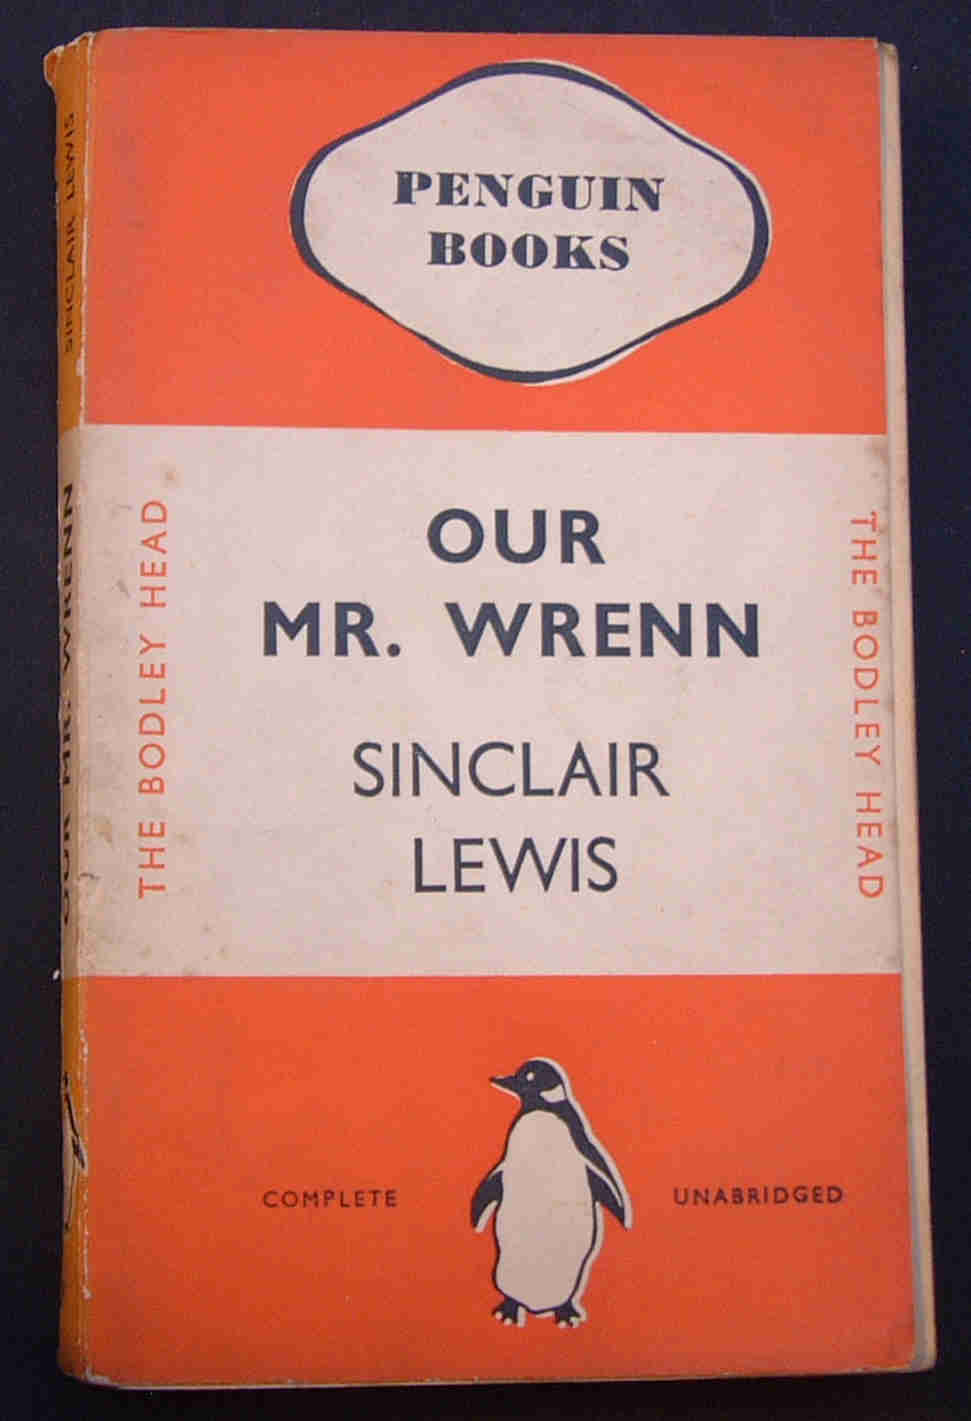 PENGUIN
BOOKS
OUR
MR. WRENN
SINCLAIR
LEWIS
THE BODLEY HEAD
THE BODLEY HEAD
COMPLETE
UNABRIDGED
SINCLAIR LEWIS
OUR MR. WRENN